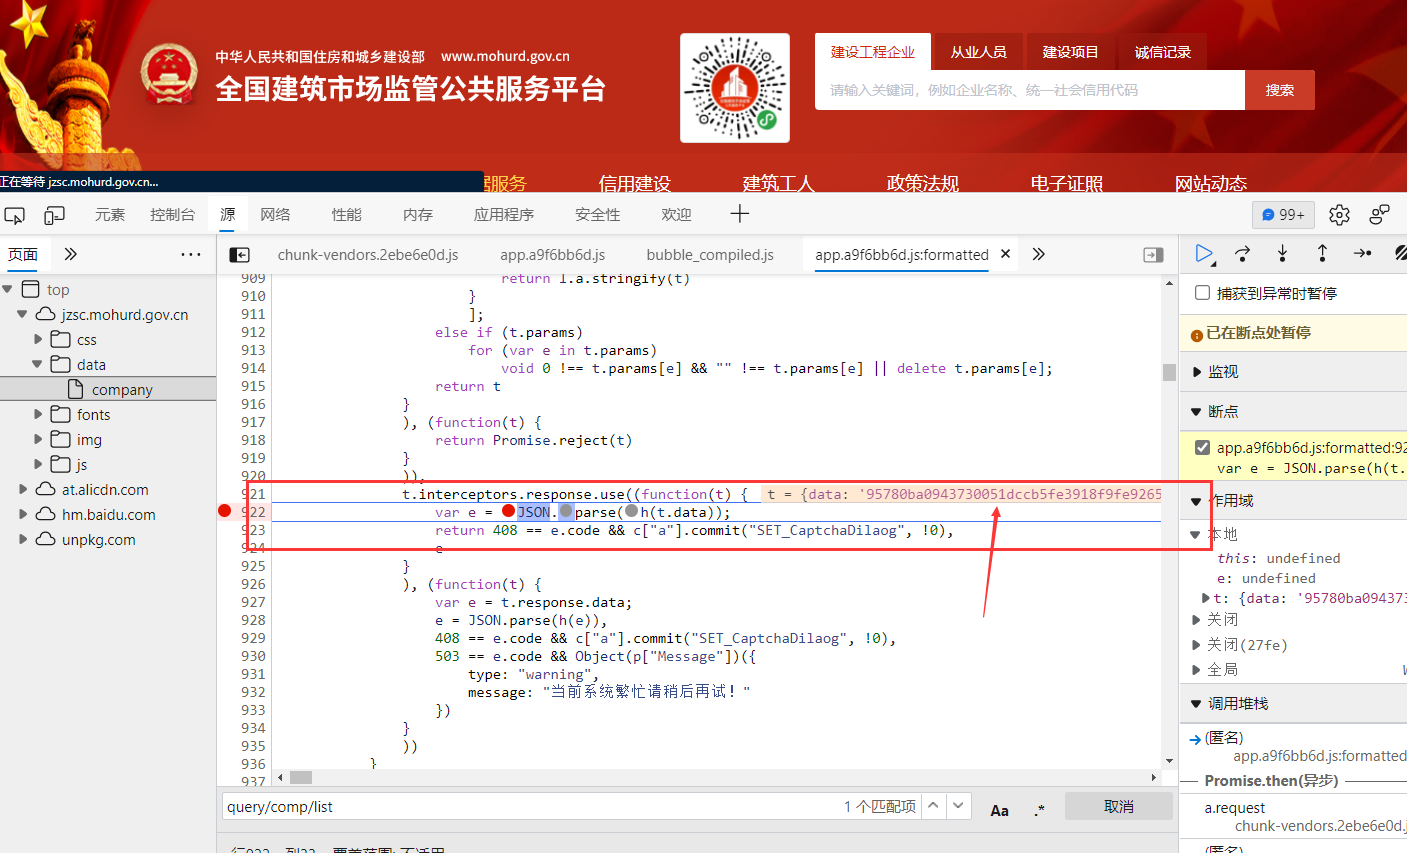 中华人民共和国住房和城乡建设部 www.mohurd.gov.cn
全国建筑市场监管公共服务平台
建设工程企业 从业人员 建设项目 诚信记录
请输入关键词，例如企业名称、统一社会信用代码 搜索
正在等待 jzsc.mohurd.gov.cn...
据服务 信用建设 建筑工人 政策法规 电子证照 网站动态
元素 控制台 源 网络 性能 内存 应用程序 安全性 欢迎 99+
页面
chunk-vendors.2ebe6e0d.js app.a9f6bb6d.js bubble_compiled.js app.a9f6bb6d.js:formatted
top
jzsc.mohurd.gov.cn
css
data
company
fonts
img
js
at.alicdn.com
hm.baidu.com
unpkg.com
909 return l.a.stringify(t)
910 }
911 ];
912 else if (t.params)
913 for (var e in t.params)
914 void 0 !== t.params[e] && "" !== t.params[e] || delete t.params[e];
915 return t
916 }
917 ), (function(t) {
918 return Promise.reject(t)
919 }
920 )),
921 t.interceptors.response.use((function(t) { t = {data: '95780ba0943730051dccb5fe3918f9fe9265
922 var e = JSON.parse(h(t.data));
923 return 408 == e.code && c["a"].commit("SET_CaptchaDilaog", !0),
924 e
925 }
926 ), (function(t) {
927 var e = t.response.data;
928 e = JSON.parse(h(e)),
929 408 == e.code && c["a"].commit("SET_CaptchaDilaog", !0),
930 503 == e.code && Object(p["Message"])({
931 type: "warning",
932 message: "当前系统繁忙请稍后再试！"
933 })
934 }
935 ))
936 }
937
query/comp/list 1 个匹配项 Aa .* 取消
行922，列23 覆盖范围: 不适用
捕获到异常时暂停
已在断点处暂停
监视
断点
app.a9f6bb6d.js:formatted:92
var e = JSON.parse(h(t.
作用域
本地
this: undefined
e: undefined
t: {data: '95780ba09437
关闭
关闭 (27fe)
全局
调用堆栈
(匿名)
app.a9f6bb6d.js:formatted
Promise.then(异步)
a.request
chunk-vendors.2ebe6e0d.j
(匿名)